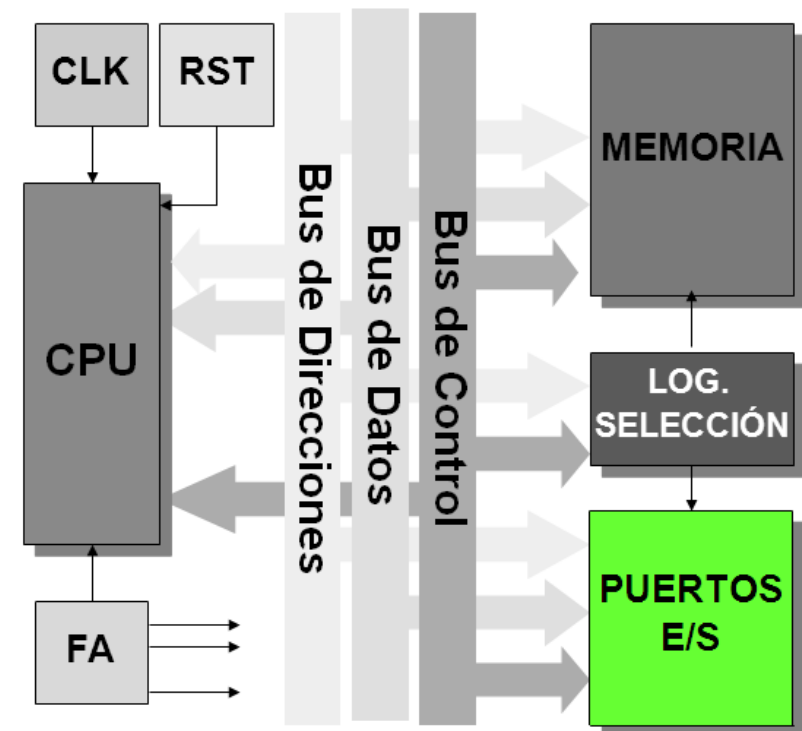 CLK
RST
CPU
FA
Bus de Direcciones
Bus de Datos
Bus de Control
MEMORIA
LOG.
SELECCIÓN
PUERTOS
E/S